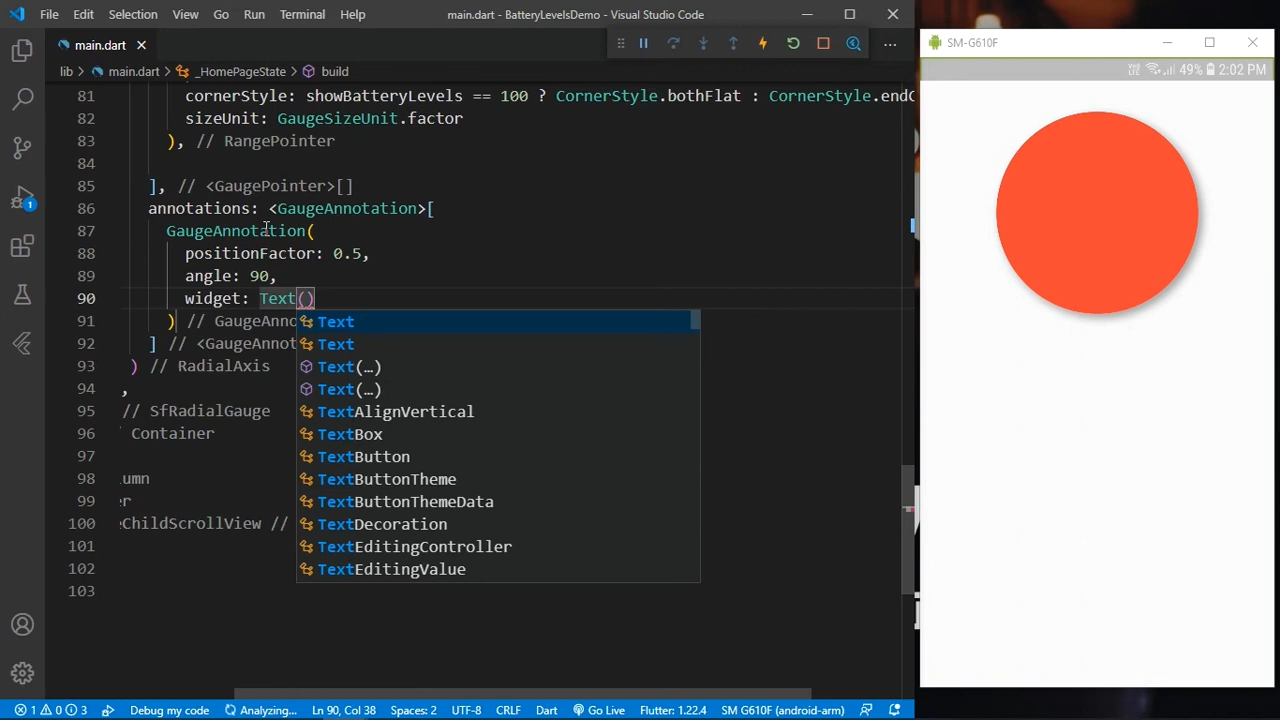 File Edit Selection View Go Run Terminal Help main.dart - BatteryLevelsDemo - Visual Studio Code
main.dart
lib > main.dart > _HomePageState > build
81 cornerStyle: showBatteryLevels == 100 ? CornerStyle.bothFlat : CornerStyle.endC
82 sizeUnit: GaugeSizeUnit.factor
83 ), // RangePointer
84
85 ], // <GaugePointer>[]
86 annotations: <GaugeAnnotation>[
87 GaugeAnnotation(
88 positionFactor: 0.5,
89 angle: 90,
90 widget: Text()
91 ) // GaugeAnno
92 ] // <GaugeAnnot
93 ) // RadialAxis
94 ,
95 // SfRadialGauge
96 Container
97
98 umn
99 er
100 eChildScrollView //
101
102
103
Text
Text
Text(…)
Text(…)
TextAlignVertical
TextBox
TextButton
TextButtonTheme
TextButtonThemeData
TextDecoration
TextEditingController
TextEditingValue
1
1 0 3 Debug my code Analyzing... Ln 90, Col 38 Spaces: 2 UTF-8 CRLF Dart Go Live Flutter: 1.22.4 SM G610F (android-arm)
SM-G610F
49% 2:02 PM